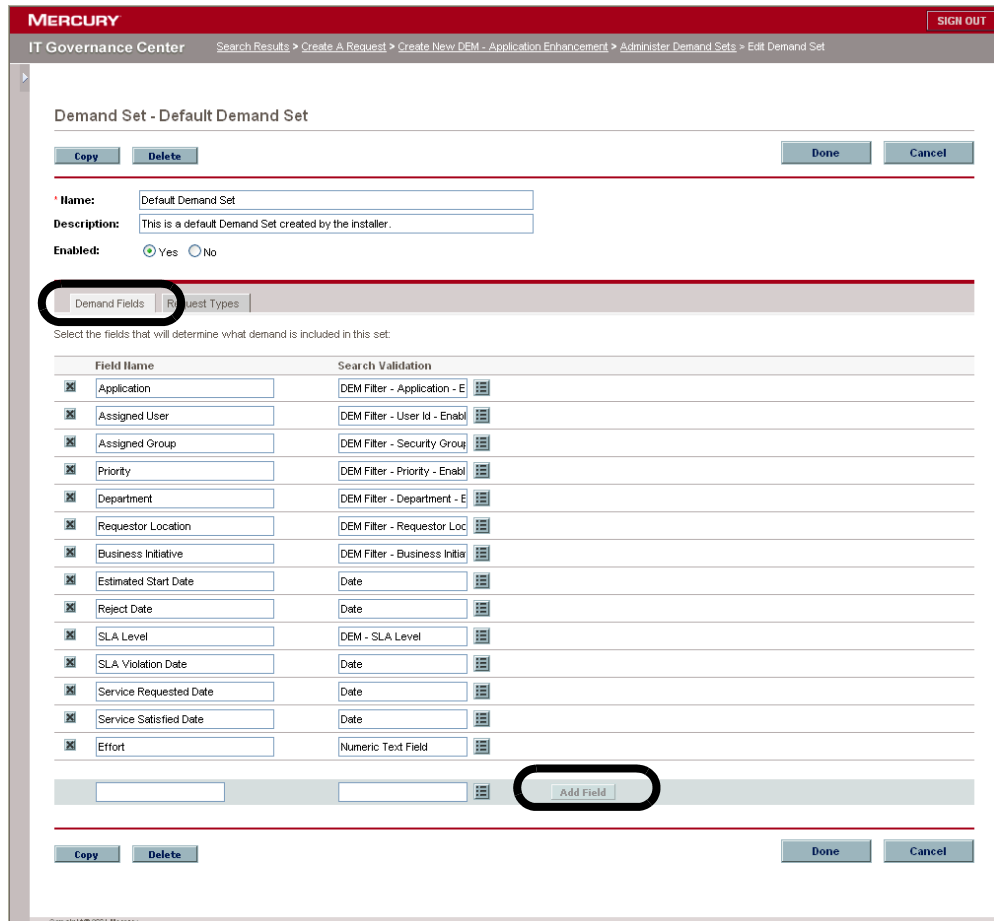 MERCURY
SIGN OUT
IT Governance Center Search Results > Create A Request > Create New DEM - Application Enhancement > Administer Demand Sets > Edit Demand Set
Demand Set - Default Demand Set
Copy Delete Done Cancel
* Name: Default Demand Set
Description: This is a default Demand Set created by the installer.
Enabled: Yes No
Demand Fields Request Types
Select the fields that will determine what demand is included in this set:
Field Name Search Validation
Application DEM Filter - Application - E
Assigned User DEM Filter - User Id - Enabl
Assigned Group DEM Filter - Security Grou
Priority DEM Filter - Priority - Enabl
Department DEM Filter - Department - E
Requestor Location DEM Filter - Requestor Loc
Business Initiative DEM Filter - Business Initia
Estimated Start Date Date
Reject Date Date
SLA Level DEM - SLA Level
SLA Violation Date Date
Service Requested Date Date
Service Satisfied Date Date
Effort Numeric Text Field
Add Field
Copy Delete Done Cancel